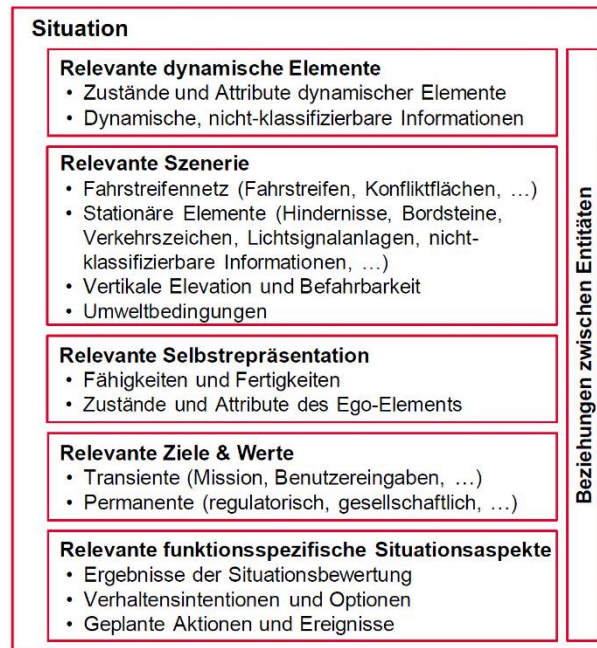 Situation
Relevante dynamische Elemente
• Zustände und Attribute dynamischer Elemente
• Dynamische, nicht-klassifizierbare Informationen
Relevante Szenerie
• Fahrstreifennetz (Fahrstreifen, Konfliktflächen, …)
• Stationäre Elemente (Hindernisse, Bordsteine,
Verkehrszeichen, Lichtsignalanlagen, nicht-
klassifizierbare Informationen, …)
• Vertikale Elevation und Befahrbarkeit
• Umweltbedingungen
Relevante Selbstrepräsentation
• Fähigkeiten und Fertigkeiten
• Zustände und Attribute des Ego-Elements
Relevante Ziele & Werte
• Transiente (Mission, Benutzereingaben, …)
• Permanente (regulatorisch, gesellschaftlich, …)
Relevante funktionsspezifische Situationsaspekte
• Ergebnisse der Situationsbewertung
• Verhaltensintentionen und Optionen
• Geplante Aktionen und Ereignisse
Beziehungen zwischen Entitäten